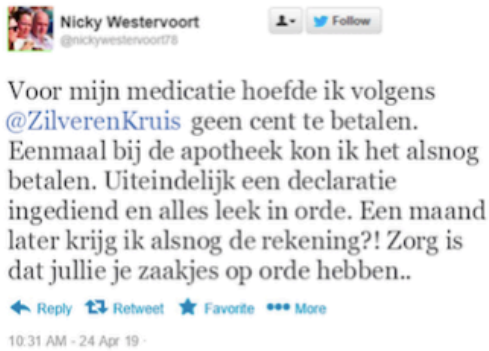 Nicky Westervoort
@nickywestervoort78
Follow
Voor mijn medicatie hoefde ik volgens
@ZilverenKruis geen cent te betalen.
Eenmaal bij de apotheek kon ik het alsnog
betalen. Uiteindelijk een declaratie
ingediend en alles leek in orde. Een maand
later krijg ik alsnog de rekening?! Zorg is
dat jullie je zaakjes op orde hebben..
Reply Retweet Favorite More
10:31 AM - 24 Apr 19 ·